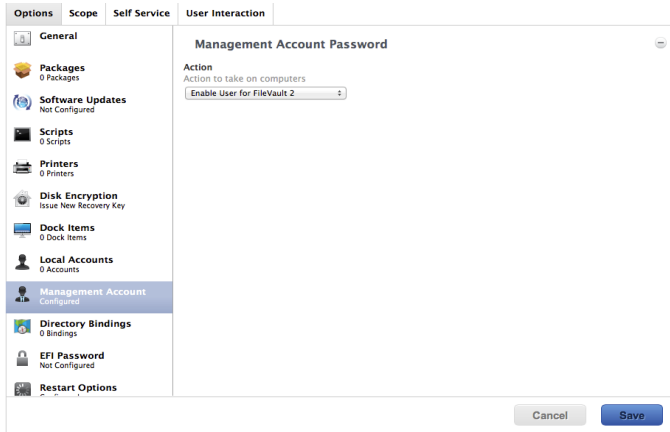 Options Scope Self Service User Interaction
General
Packages
0 Packages
Software Updates
Not Configured
Scripts
0 Scripts
Printers
0 Printers
Disk Encryption
Issue New Recovery Key
Dock Items
0 Dock Items
Local Accounts
0 Accounts
Management Account
Configured
Directory Bindings
0 Bindings
EFI Password
Not Configured
Restart Options
Management Account Password
Action
Action to take on computers
Enable User for FileVault 2
Cancel Save